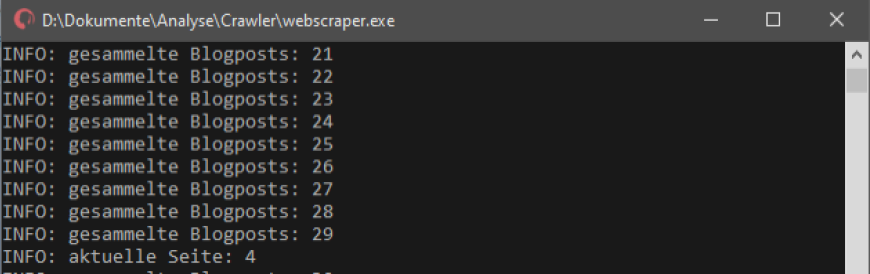 D:\Dokumente\Analyse\Crawler\webscraper.exe
INFO: gesammelte Blogposts: 21
INFO: gesammelte Blogposts: 22
INFO: gesammelte Blogposts: 23
INFO: gesammelte Blogposts: 24
INFO: gesammelte Blogposts: 25
INFO: gesammelte Blogposts: 26
INFO: gesammelte Blogposts: 27
INFO: gesammelte Blogposts: 28
INFO: gesammelte Blogposts: 29
INFO: aktuelle Seite: 4